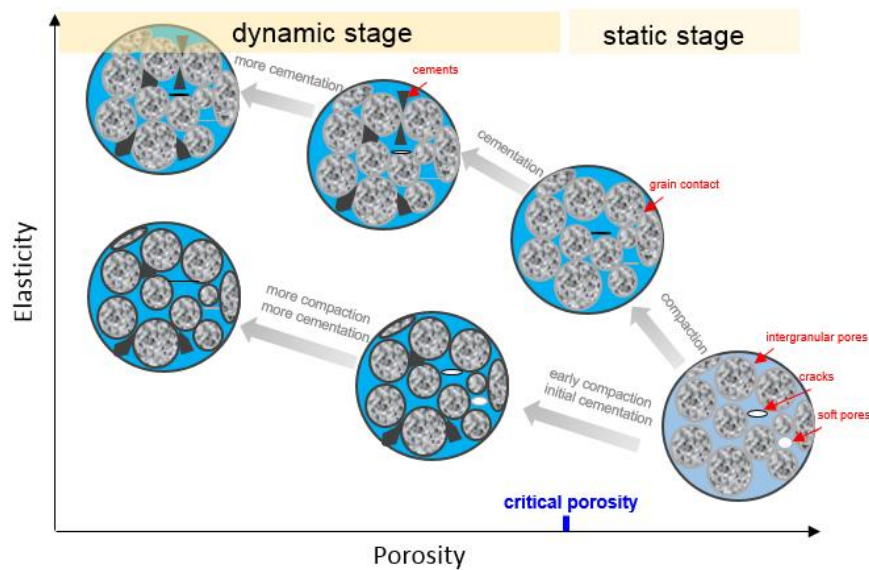 dynamic stage
static stage
more cementation
cements
cementation
grain contact
Elasticity
more compaction
more cementation
compaction
intergranular pores
cracks
soft pores
early compaction
initial cementation
critical porosity
Porosity